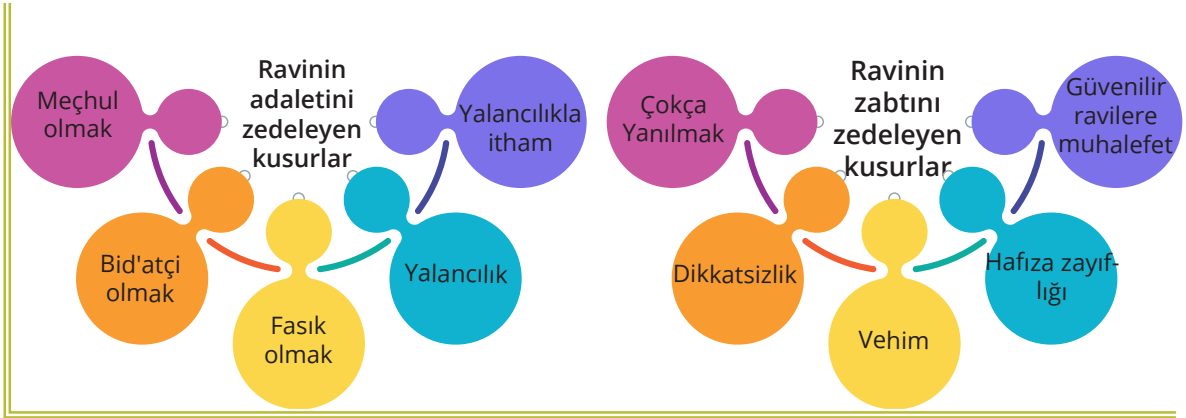 Ravinin
adaletini
zedeleyen
kusurlar
Meçhul
olmak
Bid'atçi
olmak
Fasık
olmak
Yalancılık
Yalancılıkla
itham
Ravinin
zabtını
zedeleyen
kusurlar
Çokça
Yanılmak
Dikkatsizlik
Vehim
Hafıza zayıf-
lığı
Güvenilir
ravilere
muhalefet